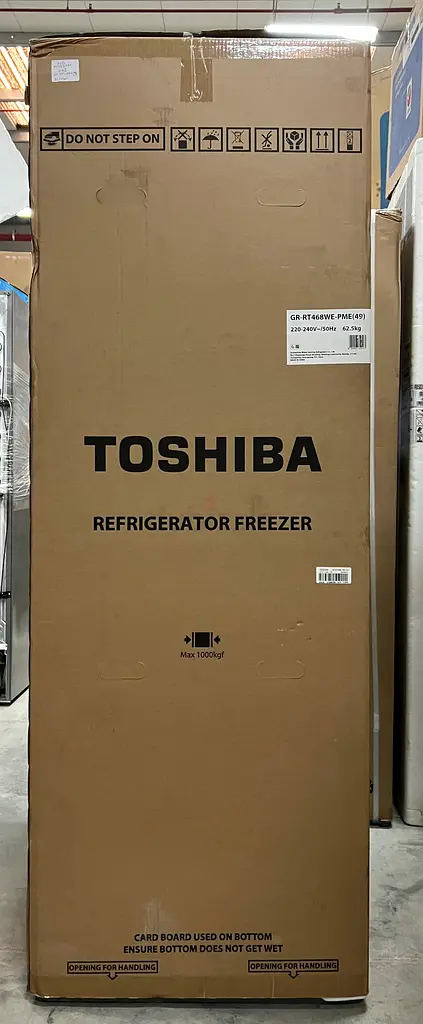 DO NOT STEP ON
GR-RT468WE-PME(49)
220-240V~/50Hz 62.5kg
TOSHIBA
REFRIGERATOR FREEZER
Max 1000kgf
CARD BOARD USED ON BOTTOM
ENSURE BOTTOM DOES NOT GET WET
OPENING FOR HANDLING
OPENING FOR HANDLING